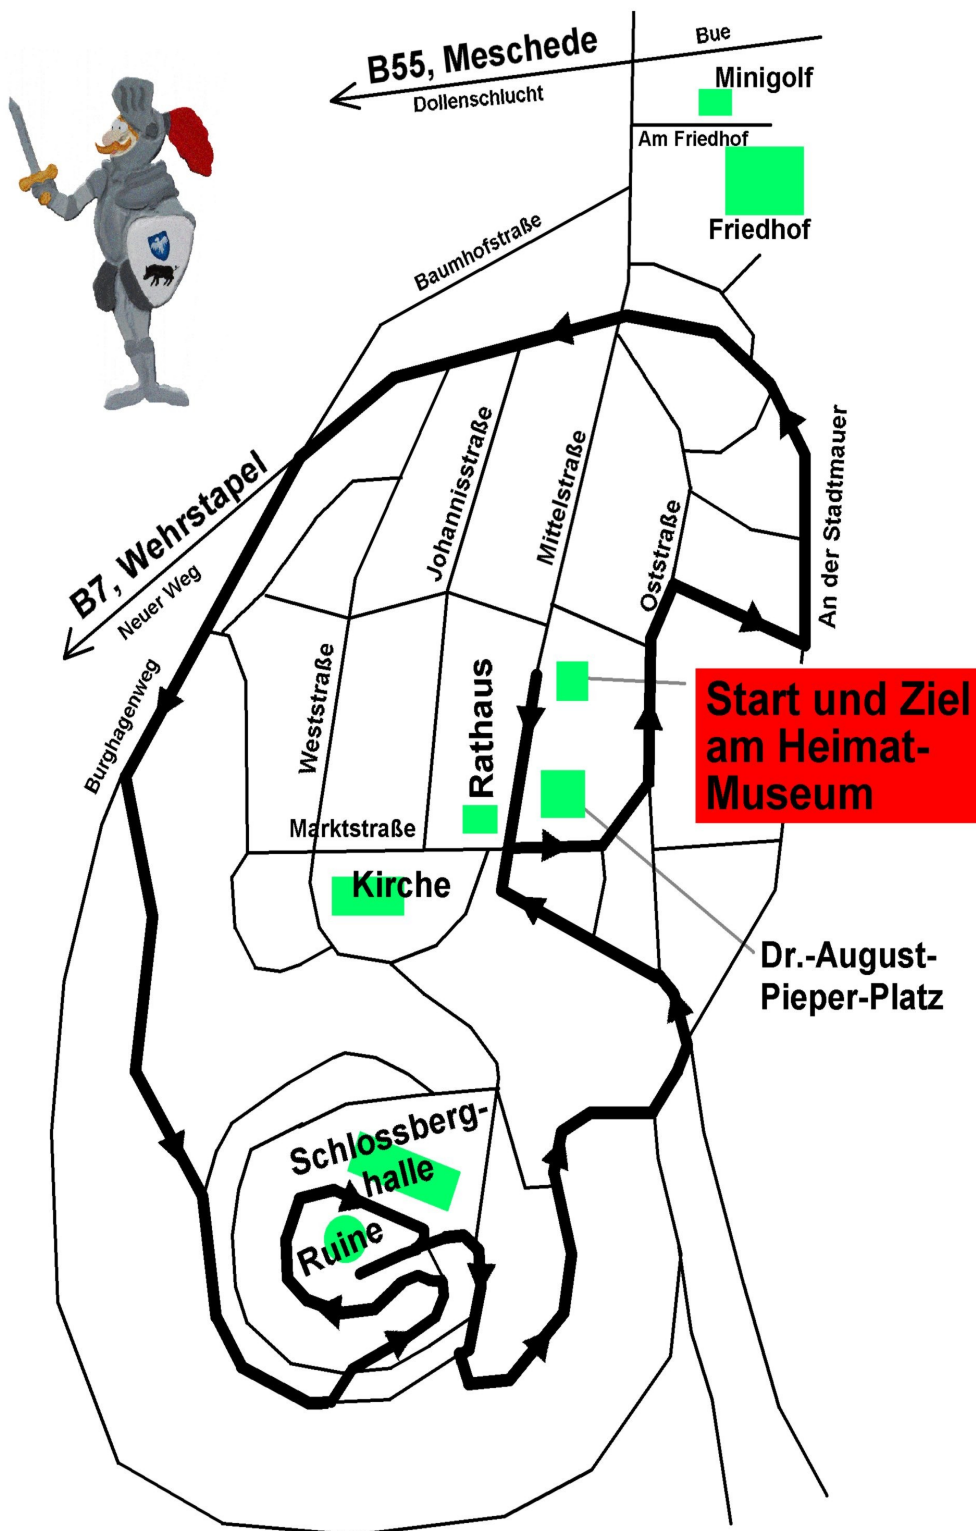 Bue
B55, Meschede
Dollenschlucht
Minigolf
Am Friedhof
Friedhof
Baumhofstraße
B7, Wehrstapel
Neuer Weg
Johannisstraße
Mittelstraße
Oststraße
An der Stadtmauer
Burghagenweg
Weststraße
Rathaus
Start und Ziel
am Heimat-
Museum
Marktstraße
Kirche
Dr.-August-
Pieper-Platz
Schlossberg-
halle
Ruine